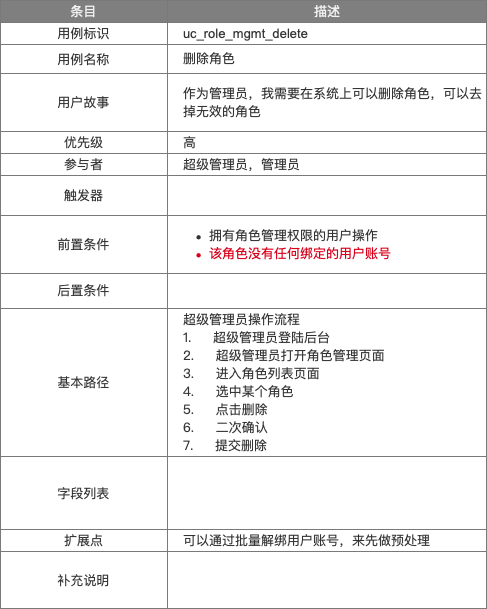 条目 描述
用例标识 uc_role_mgmt_delete
用例名称 删除角色
用户故事 作为管理员，我需要在系统上可以删除角色，可以去
掉无效的角色
优先级 高
参与者 超级管理员，管理员
触发器
前置条件 • 拥有角色管理权限的用户操作
• 该角色没有任何绑定的用户账号
后置条件
基本路径 超级管理员操作流程
1. 超级管理员登陆后台
2. 超级管理员打开角色管理页面
3. 进入角色列表页面
4. 选中某个角色
5. 点击删除
6. 二次确认
7. 提交删除
字段列表
扩展点 可以通过批量解绑用户账号，来先做预处理
补充说明